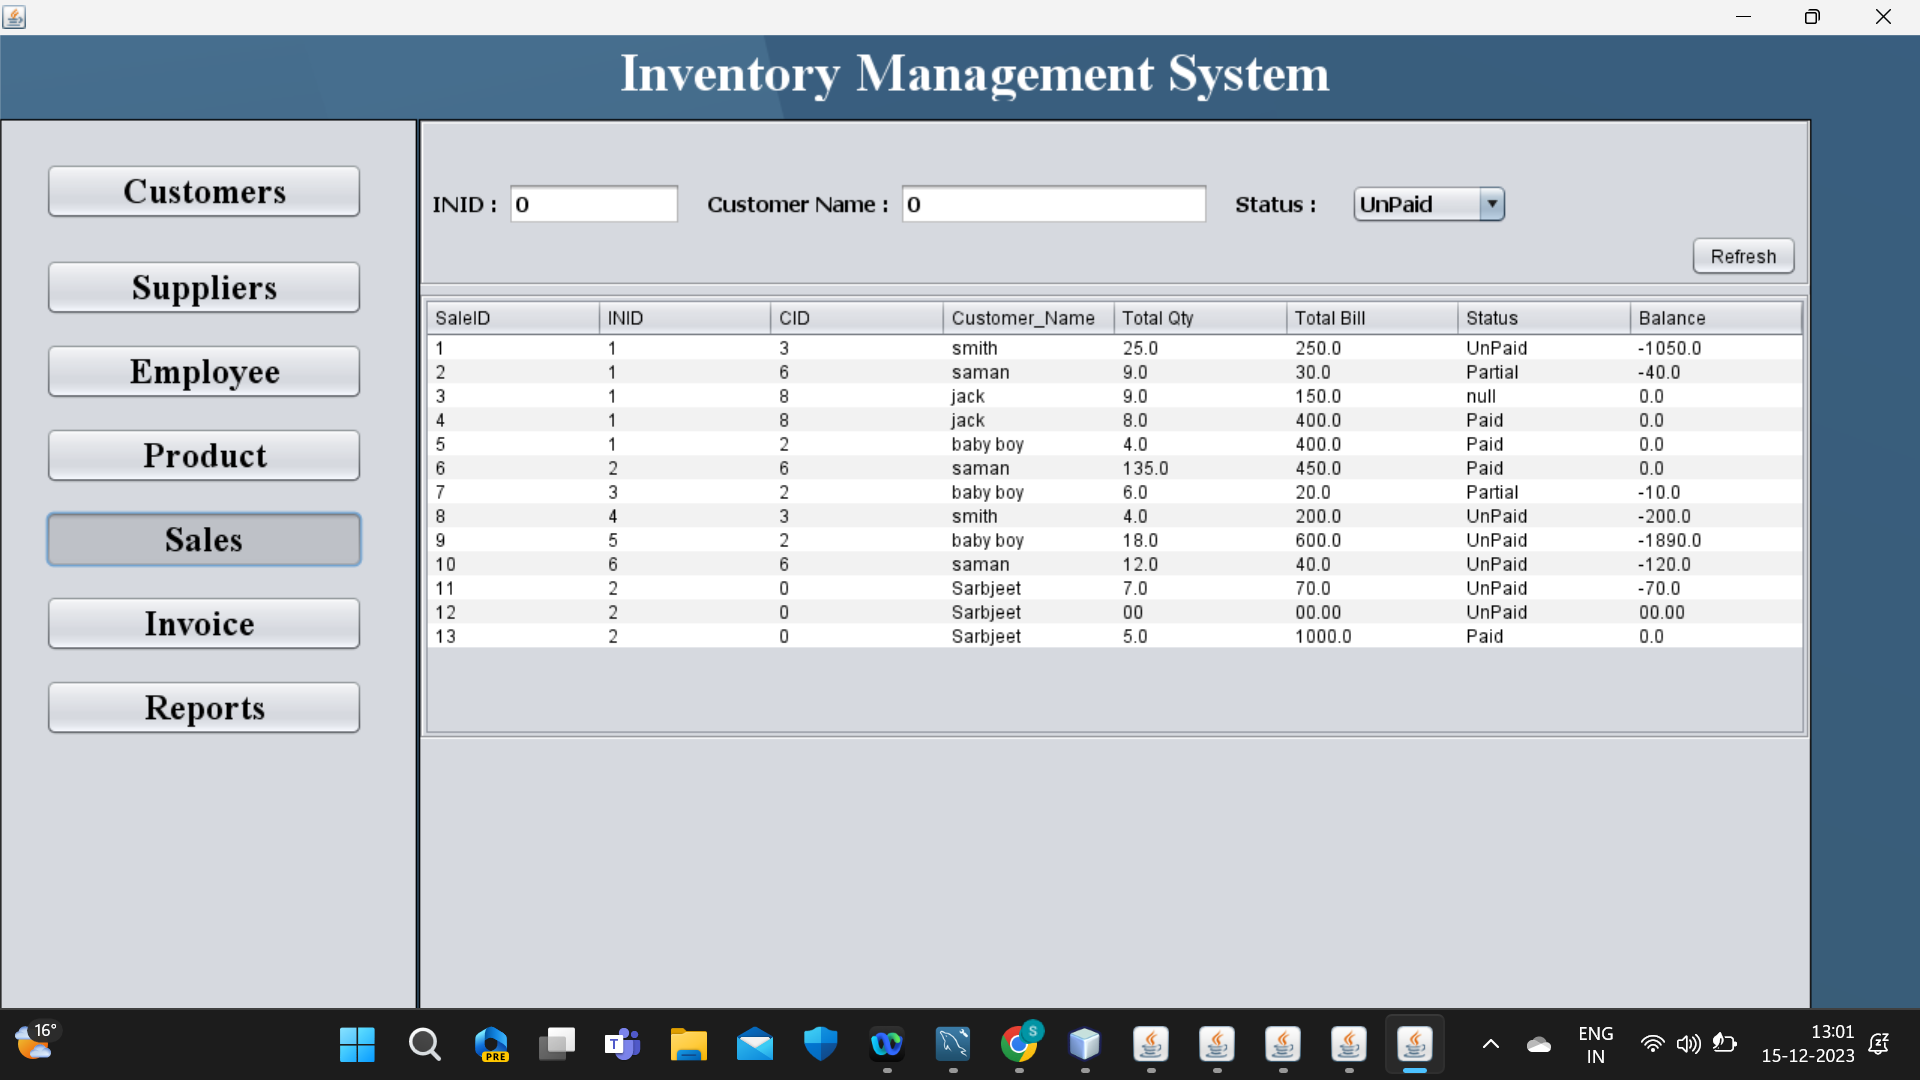 Inventory Management System
Customers
Suppliers
Employee
Product
Sales
Invoice
Reports
INID : 0 Customer Name : 0 Status : UnPaid
Refresh
SaleID INID CID Customer_Name Total Qty Total Bill Status Balance
1 1 3 smith 25.0 250.0 UnPaid -1050.0
2 1 6 saman 9.0 30.0 Partial -40.0
3 1 8 jack 9.0 150.0 null 0.0
4 1 8 jack 8.0 400.0 Paid 0.0
5 1 2 baby boy 4.0 400.0 Paid 0.0
6 2 6 saman 135.0 450.0 Paid 0.0
7 3 2 baby boy 6.0 20.0 Partial -10.0
8 4 3 smith 4.0 200.0 UnPaid -200.0
9 5 2 baby boy 18.0 600.0 UnPaid -1890.0
10 6 6 saman 12.0 40.0 UnPaid -120.0
11 2 0 Sarbjeet 7.0 70.0 UnPaid -70.0
12 2 0 Sarbjeet 00 00.00 UnPaid 00.00
13 2 0 Sarbjeet 5.0 1000.0 Paid 0.0
16°
PRE
T
S
ENG
IN
13:01
15-12-2023